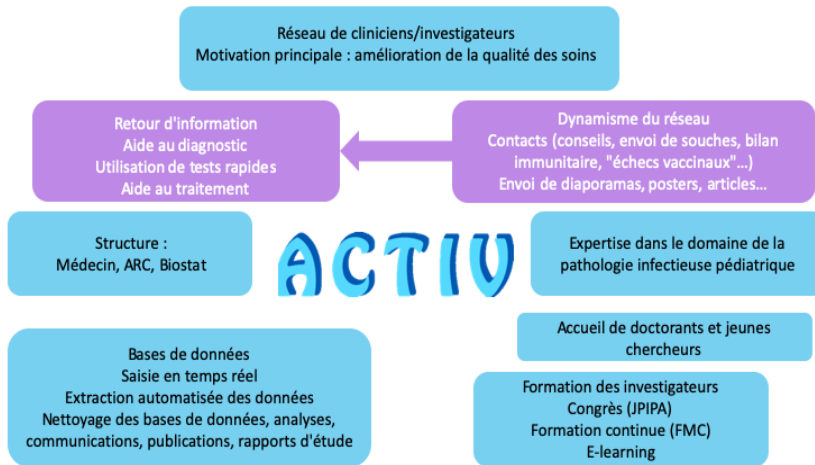 Réseau de cliniciens/investigateurs
Motivation principale : amélioration de la qualité des soins
Retour d'information
Aide au diagnostic
Utilisation de tests rapides
Aide au traitement
Dynamisme du réseau
Contacts (conseils, envoi de souches, bilan
immunitaire, "échecs vaccinaux"...)
Envoi de diaporamas, posters, articles...
Structure :
Médecin, ARC, Biostat
ACTIV
Expertise dans le domaine de la
pathologie infectieuse pédiatrique
Accueil de doctorants et jeunes
chercheurs
Bases de données
Saisie en temps réel
Extraction automatisée des données
Nettoyage des bases de données, analyses,
communications, publications, rapports d'étude
Formation des investigateurs
Congrès (JPIPA)
Formation continue (FMC)
E-learning